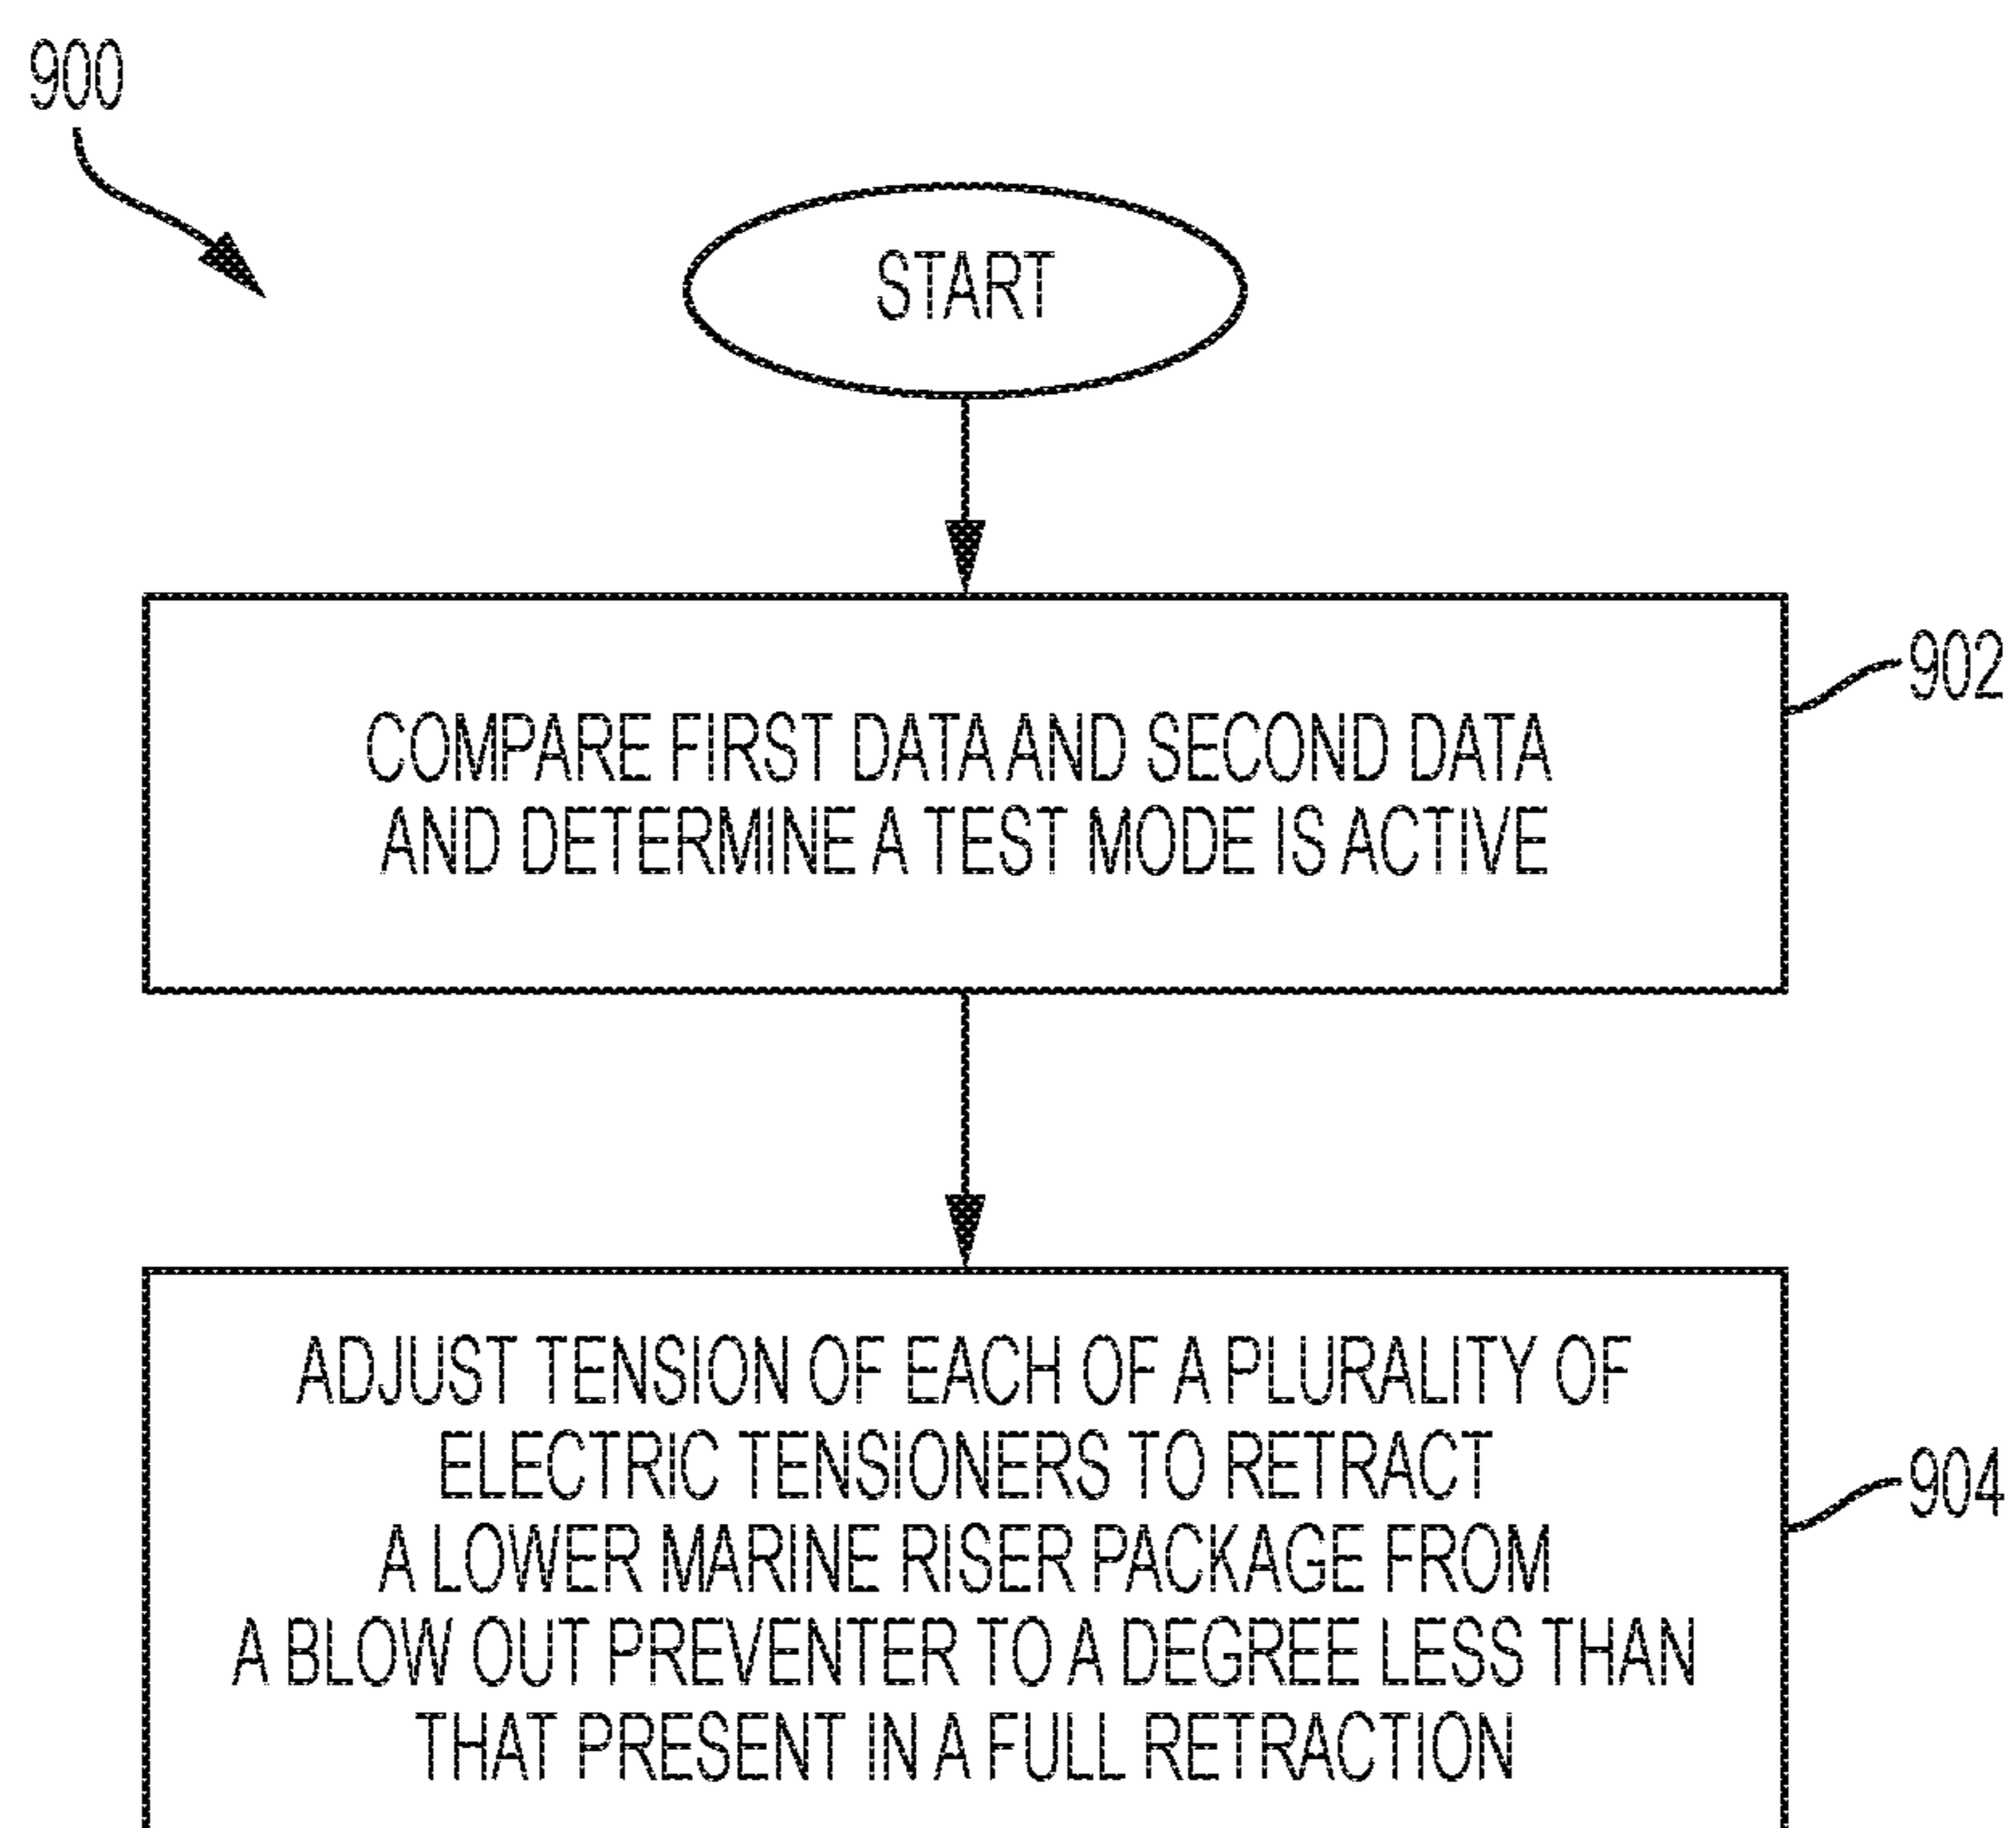 900
START
902
COMPARE FIRST DATA AND SECOND DATA
AND DETERMINE A TEST MODE IS ACTIVE
ADJUST TENSION OF EACH OF A PLURALITY OF
ELECTRIC TENSIONERS TO RETRACT
904
A LOWER MARINE RISER PACKAGE FROM
A BLOW OUT PREVENTER TO A DEGREE LESS THAN
THAT PRESENT IN A FULL RETRACTION